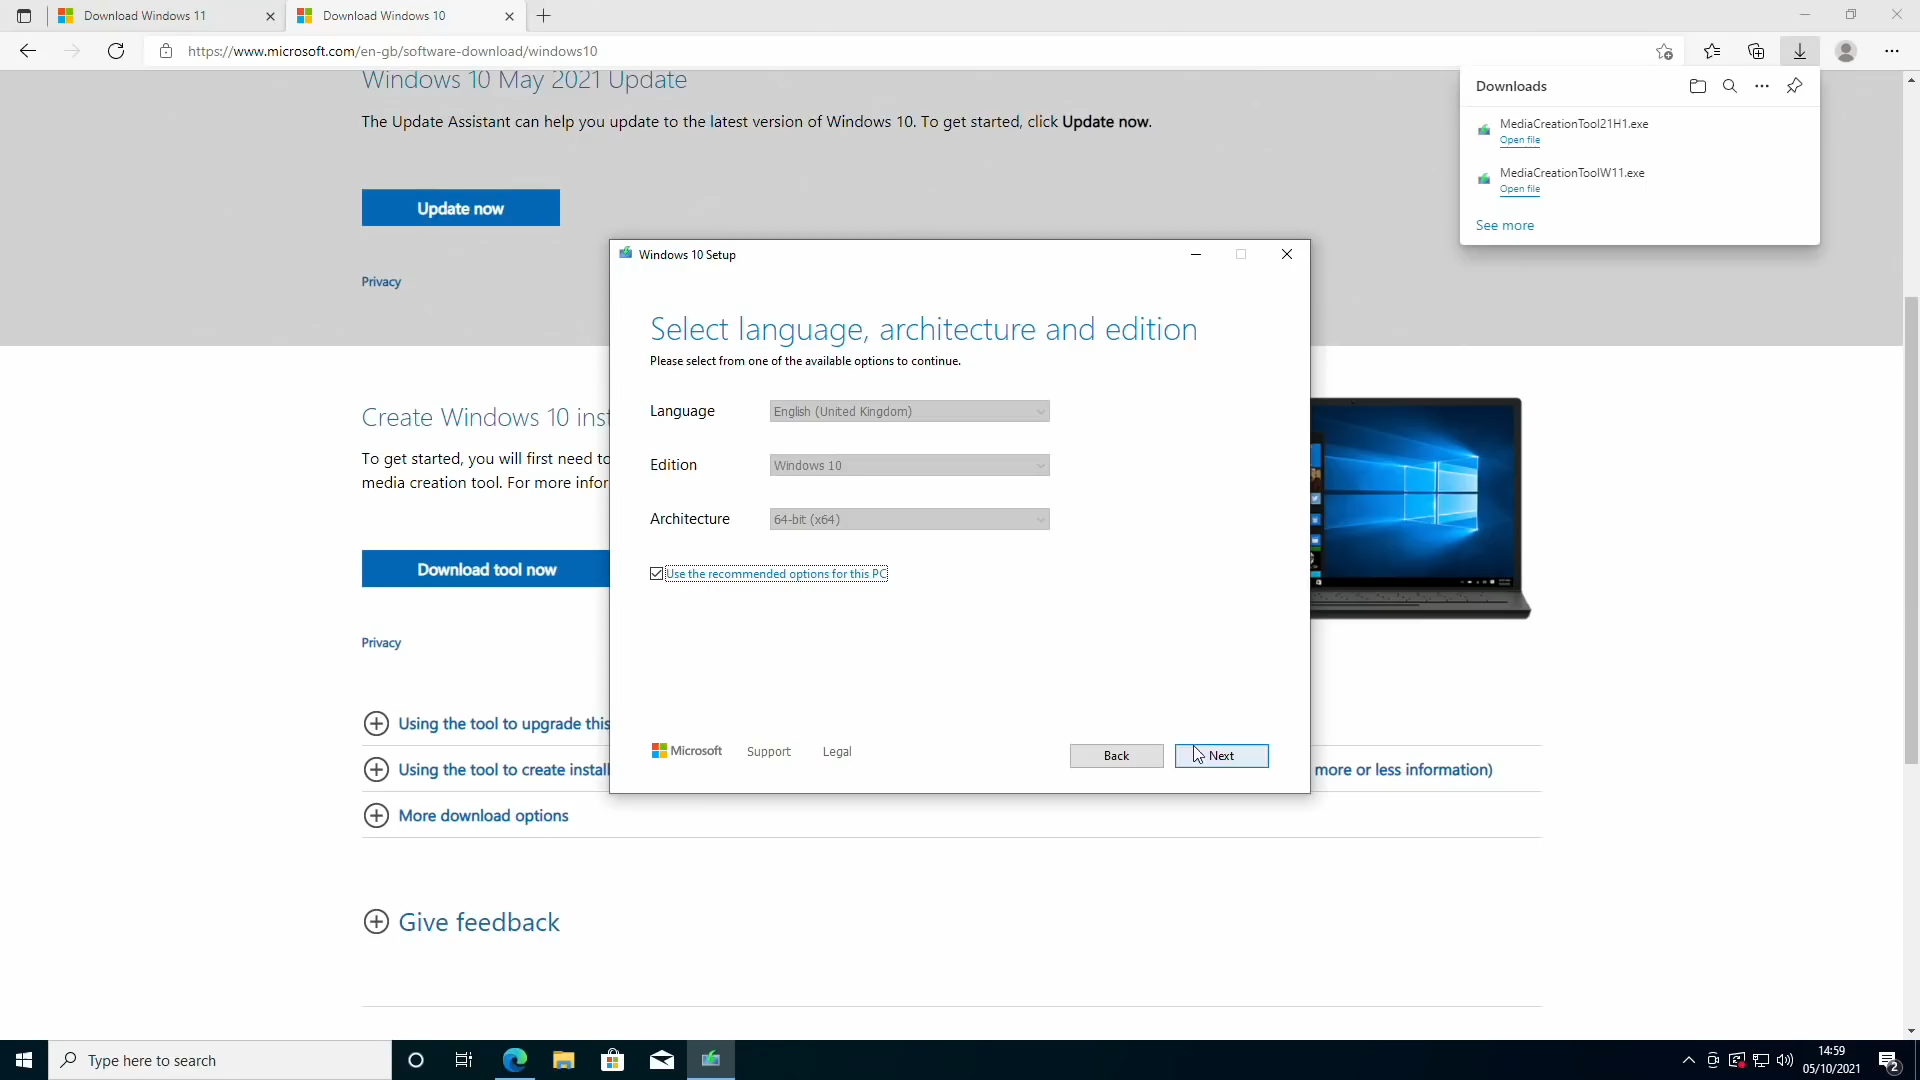 Download Windows 11
Download Windows 10
https://www.microsoft.com/en-gb/software-download/windows10
Windows 10 May 2021 Update
The Update Assistant can help you update to the latest version of Windows 10. To get started, click Update now.
Update now
Privacy
Downloads
MediaCreationTool21H1.exe
Open file
MediaCreationToolW11.exe
Open file
See more
Create Windows 10 inst
To get started, you will first need to
media creation tool. For more infor
Download tool now
Privacy
Using the tool to upgrade this
Using the tool to create install
more or less information)
More download options
Give feedback
Windows 10 Setup
Select language, architecture and edition
Please select from one of the available options to continue.
Language
English (United Kingdom)
Edition
Windows 10
Architecture
64-bit (x64)
Use the recommended options for this PC
Microsoft
Support
Legal
Back
Next
Type here to search
14:59
05/10/2021
2